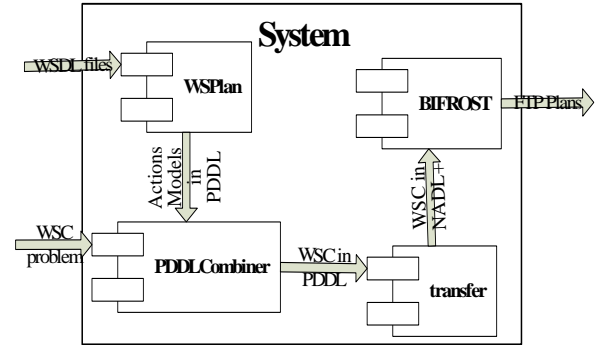 System
WSDL files
WSPlan
BIFROST
FTP Plans
Actions
Models
in
PDDL
WSC in
NADL+
WSC
problem
PDDLCombiner
WSC in
PDDL
transfer